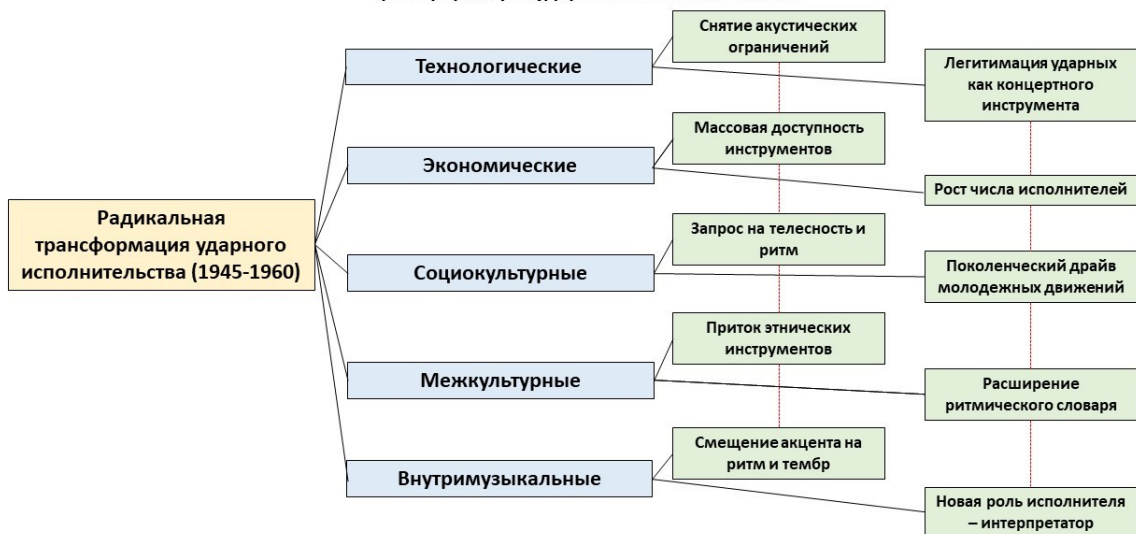 Снятие акустических
ограничений
Технологические
Легитимация ударных
как концертного
инструмента
Массовая доступность
инструментов
Экономические
Рост числа исполнителей
Радикальная
трансформация ударного
исполнительства (1945-1960)
Запрос на телесность и
ритм
Социокультурные
Поколенческий драйв
молодежных движений
Приток этнических
инструментов
Межкультурные
Расширение
ритмического словаря
Смещение акцента на
ритм и тембр
Внутримузыкальные
Новая роль исполнителя
– интерпретатор